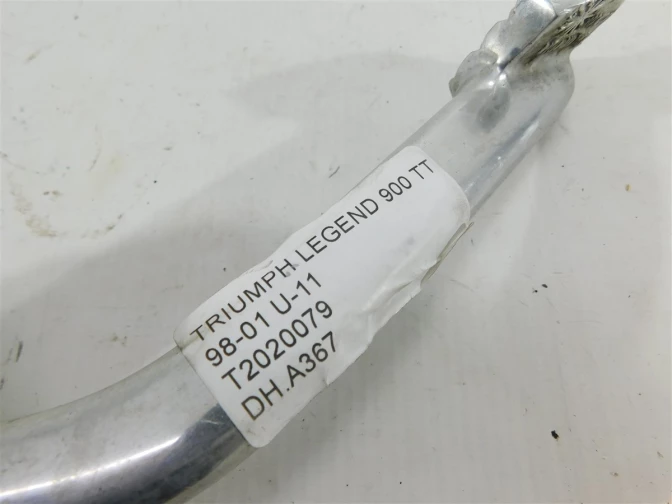 TRIUMPH LEGEND 900 TT
98-01 U-11
T2020079
DH.A367